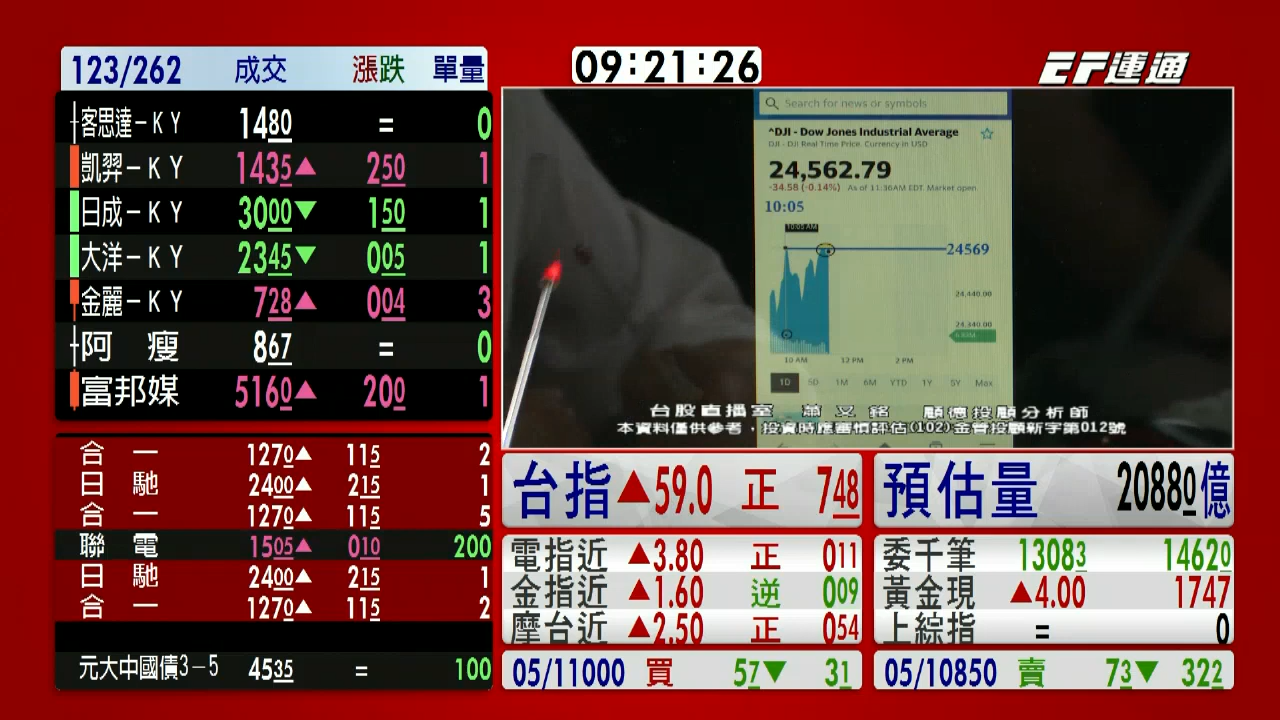 123/262 成交 漲跌 單量
09:21:26
EF運通
客思達-KY 1480 = 0
凱羿-KY 1435▲ 250 1
日成-KY 3000▼ 150 1
大洋-KY 2345▼ 005 1
金麗-KY 728▲ 004 3
阿 瘦 867 = 0
富邦媒 5160▲ 200 1
合 一 1270▲ 115 2
日 馳 2400▲ 215 1
合 一 1270▲ 115 5
聯 電 1505▲ 010 200
日 馳 2400▲ 215 1
合 一 1270▲ 115 2
元大中國債3-5 4535 = 100
Search for news or symbols
^DJI - Dow Jones Industrial Average
DJI - DJI Real Time Price. Currency in USD
24,562.79
-34.58 (-0.14%) As of 11:36AM EDT. Market open.
10:05
10:05 AM
24569
24,440.00
24,340.00
10 AM 12 PM 2 PM
1D 5D 1M 6M YTD 1Y 5Y Max
台股直播室 蕭又銘 顧德投顧分析師
本資料僅供參考，投資時應審慎評估(102)金管投顧新字第012號
台指 ▲59.0 正 748
預估量 20880億
電指近 ▲3.80 正 011
金指近 ▲1.60 逆 009
摩台近 ▲2.50 正 054
委千筆 13083 14620
黃金現 ▲4.00 1747
上綜指 = 0
05/11000 買 57▼ 31
05/10850 賣 73▼ 322